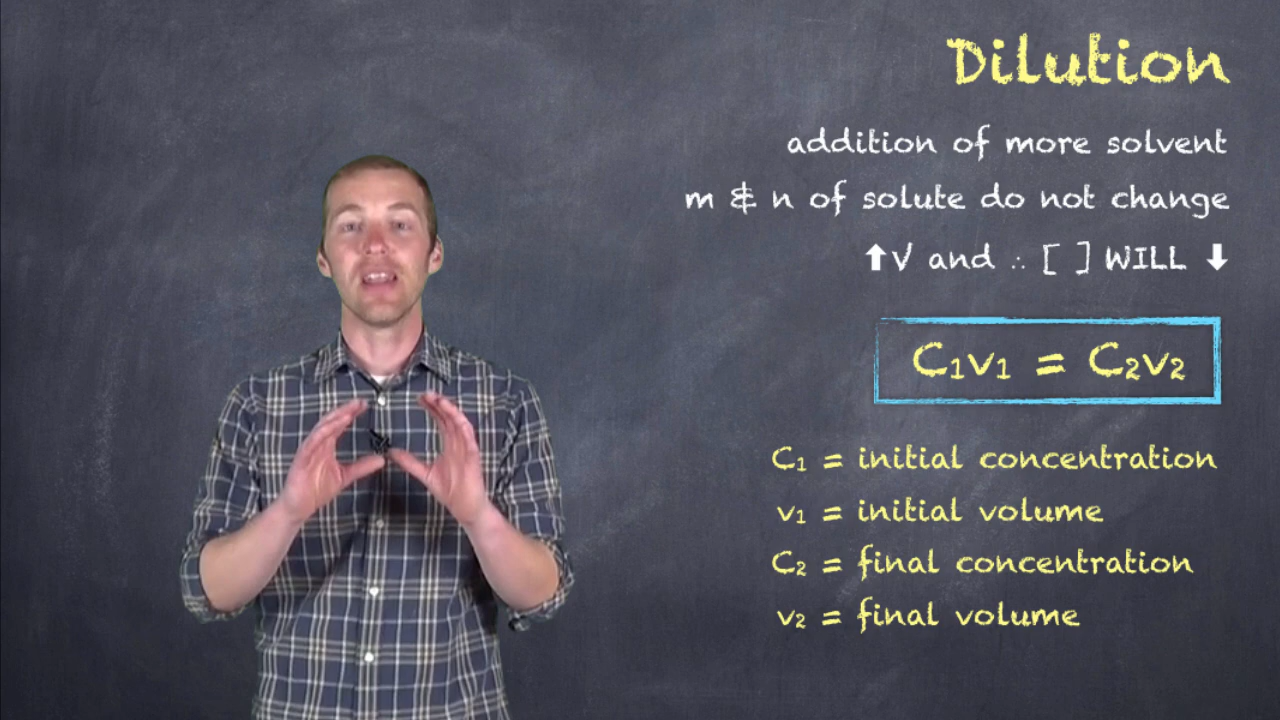 Dilution
addition of more solvent
m & n of solute do not change
⬆V and ∴ [ ] WILL ⬇
C₁v₁ = C₂v₂
C₁ = initial concentration
v₁ = initial volume
C₂ = final concentration
v₂ = final volume